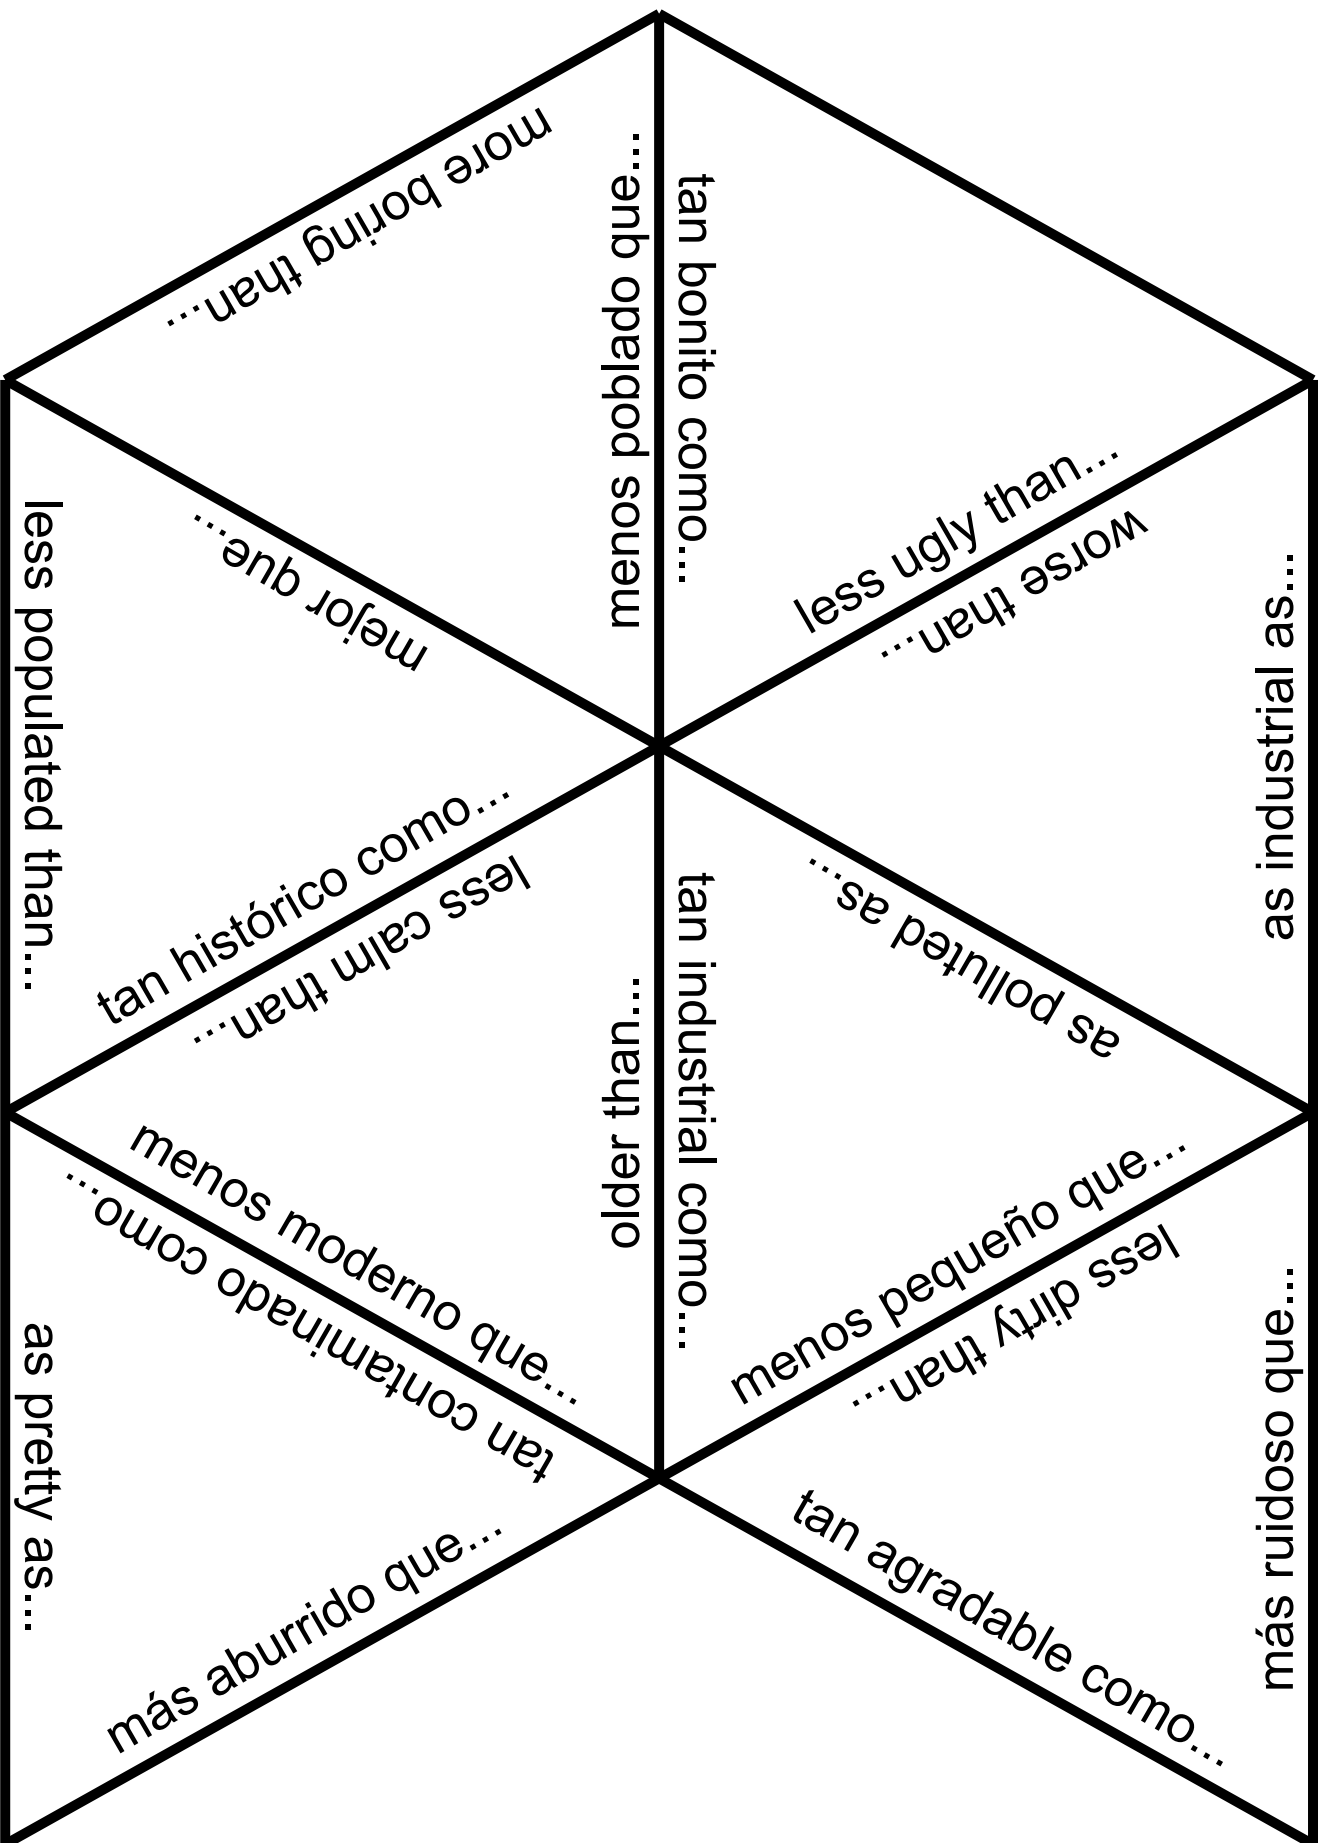 more boring than...
menos poblado que...
tan bonito como...
less ugly than...
worse than...
as industrial as...
mejor que...
less populated than...
tan histórico como...
less calm than...
older than...
menos moderno que...
tan industrial como...
as polluted as...
menos pequeño que...
less dirty than...
más ruidoso que...
tan agradable como...
tan contaminado como...
as pretty as...
más aburrido que...